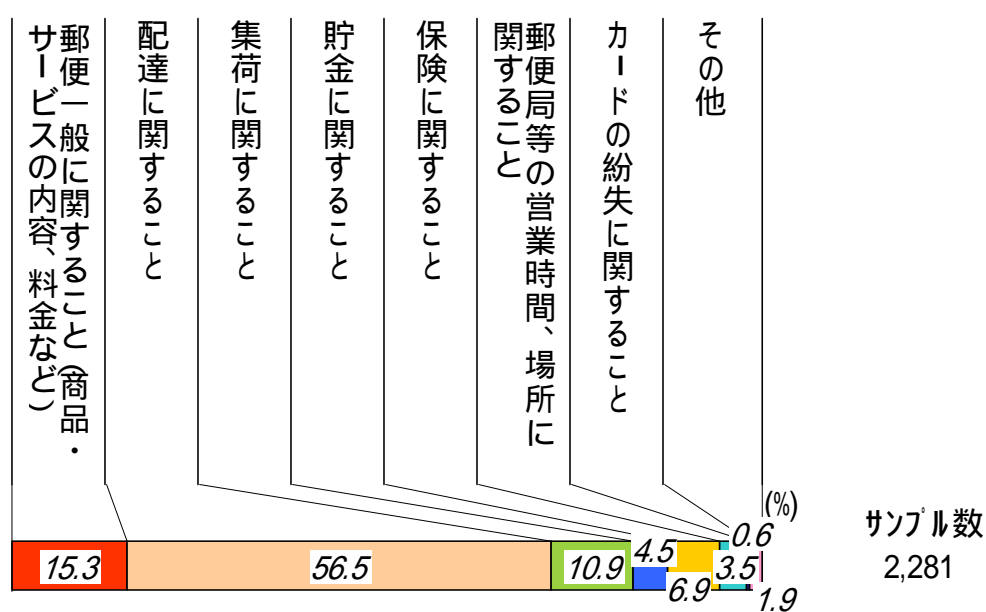 郵便一般に関すること（商品・
サービスの内容、料金など）
配達に関すること
集荷に関すること
貯金に関すること
保険に関すること
郵便局等の営業時間、場所に
関すること
カードの紛失に関すること
その他
(%)
サンプル数
15.3
56.5
10.9
4.5
6.9
3.5
0.6
1.9
2,281